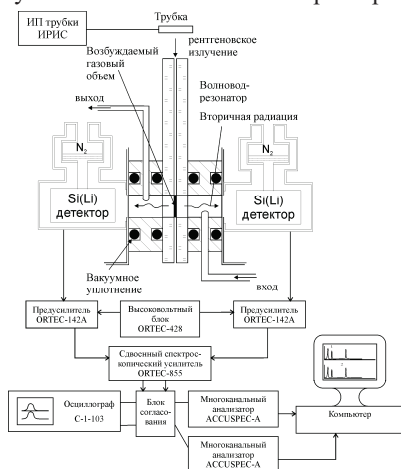 ИП трубки
ИРИС
Трубка
рентгеновское
излучение
Возбуждаемый
газовый
объем
Волновод-
резонатор
выход
Вторичная радиация
N2
N2
Si(Li)
детектор
Si(Li)
детектор
Вакуумное
уплотнение
вход
Предусилитель
ORTEC-142A
Высоковольтный
блок
ORTEC-428
Предусилитель
ORTEC-142A
Сдвоенный спектрос-
копический усилитель
ORTEC-855
Осциллограф
С-1-103
Блок
согласо-
вания
Многоканальный
анализатор
ACCUSPEC-A
Компьютер
Многоканальный
анализатор
ACCUSPEC-A